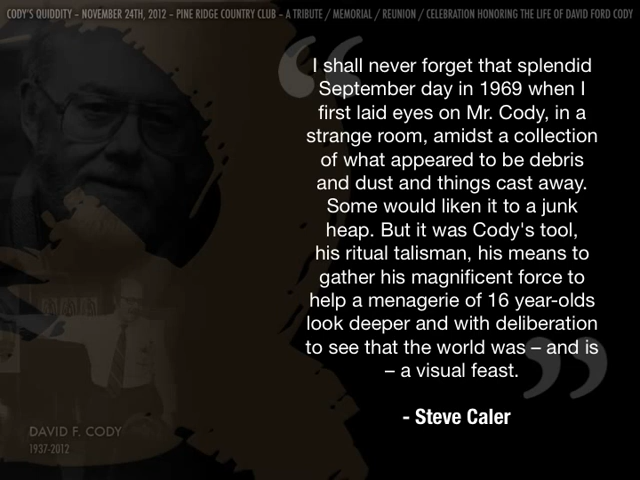 CODY'S QUIDDITY – NOVEMBER 24TH, 2012 – PINE RIDGE COUNTRY CLUB – A TRIBUTE / MEMORIAL / REUNION / CELEBRATION HONORING THE LIFE OF DAVID FORD CODY
“
I shall never forget that splendid
September day in 1969 when I
first laid eyes on Mr. Cody, in a
strange room, amidst a collection
of what appeared to be debris
and dust and things cast away.
Some would liken it to a junk
heap. But it was Cody's tool,
his ritual talisman, his means to
gather his magnificent force to
help a menagerie of 16 year-olds
look deeper and with deliberation
to see that the world was – and is
– a visual feast.
”
- Steve Caler
DAVID F. CODY
1937-2012